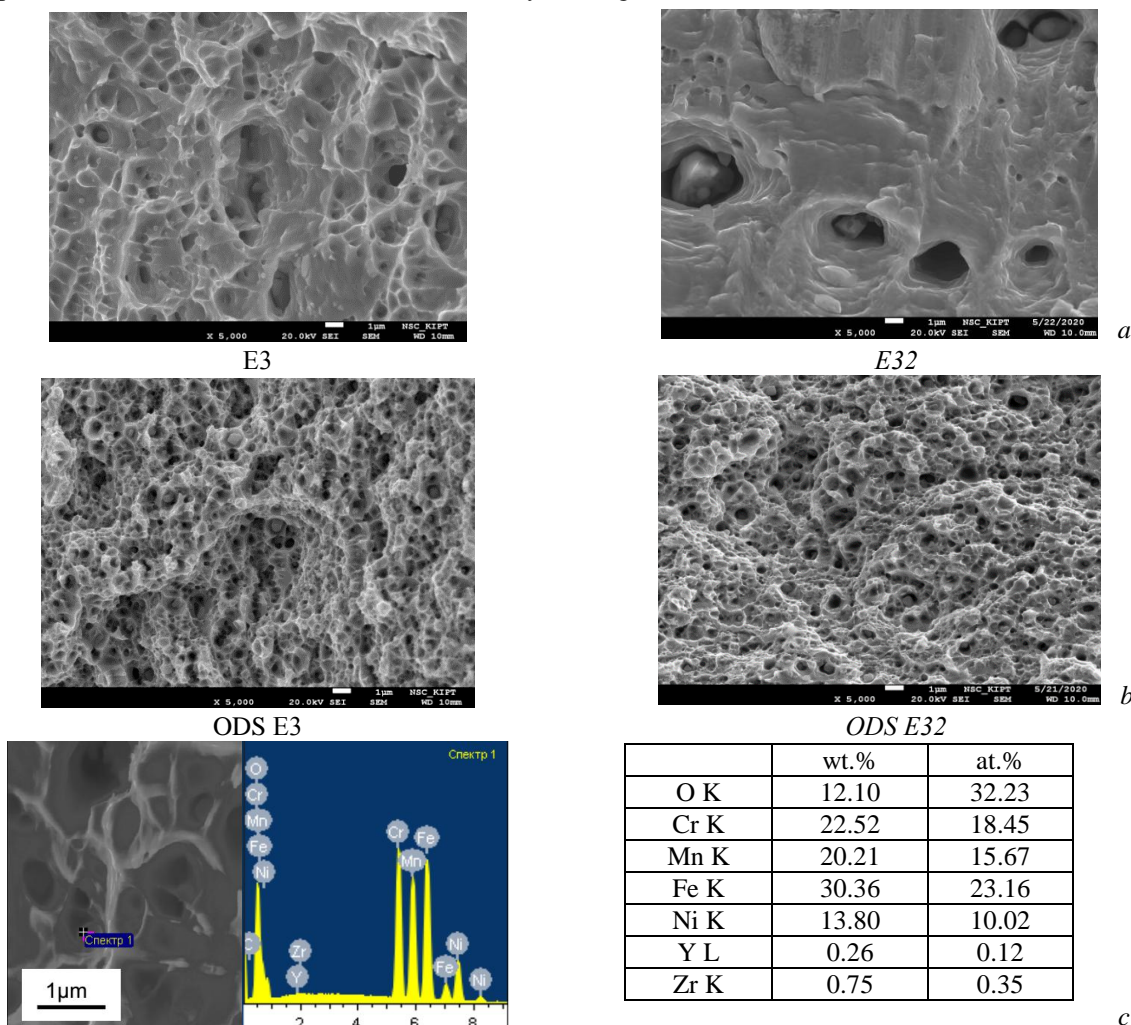 X 5,000 20.0kV SEI SEM 1µm NSC_KIPT WD 10mm
X 5,000 20.0kV SEI SEM 1µm NSC_KIPT 5/22/2020 WD 10.0mm
a
E3
E32
X 5,000 20.0kV SEI SEM 1µm NSC_KIPT WD 10mm
X 5,000 20.0kV SEI SEM 1µm NSC_KIPT 5/21/2020 WD 10.0mm
b
ODS E3
ODS E32
Спектр 1
1µm
Спектр 1
O
Cr
Mn
Fe
Ni
C
Zr
Y
Cr
Mn
Fe
Fe
Ni
Ni
2 4 6 8
wt.% at.%
O K 12.10 32.23
Cr K 22.52 18.45
Mn K 20.21 15.67
Fe K 30.36 23.16
Ni K 13.80 10.02
Y L 0.26 0.12
Zr K 0.75 0.35
c